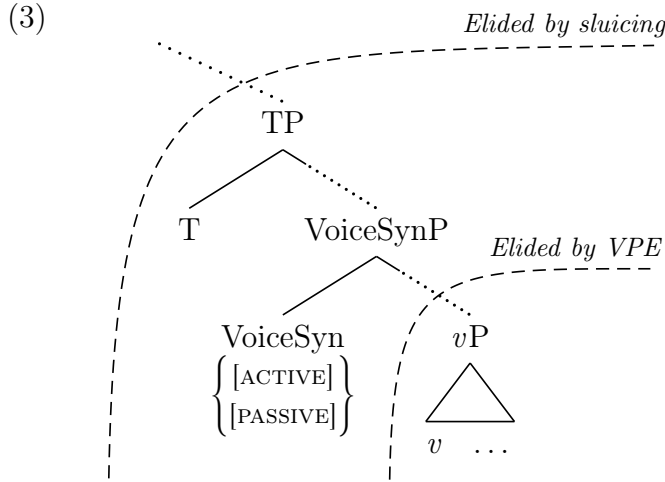 (3)
Elided by sluicing
TP
T VoiceSynP
Elided by VPE
VoiceSyn vP
[ACTIVE]
[PASSIVE]
v ...